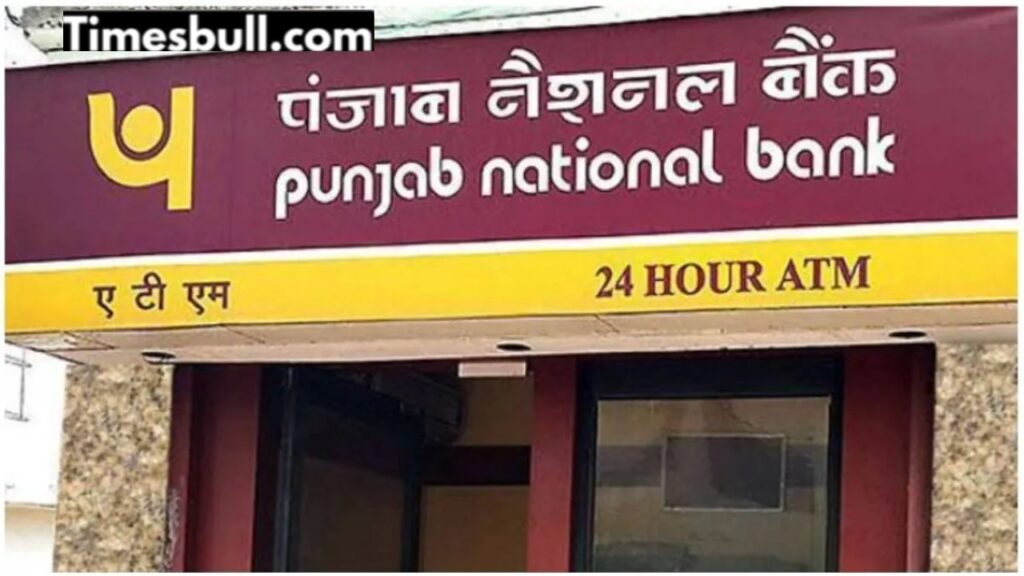 Timesbull.com
पंजाब नैशनल बैंक
punjab national bank
ए टी एम
24 HOUR ATM